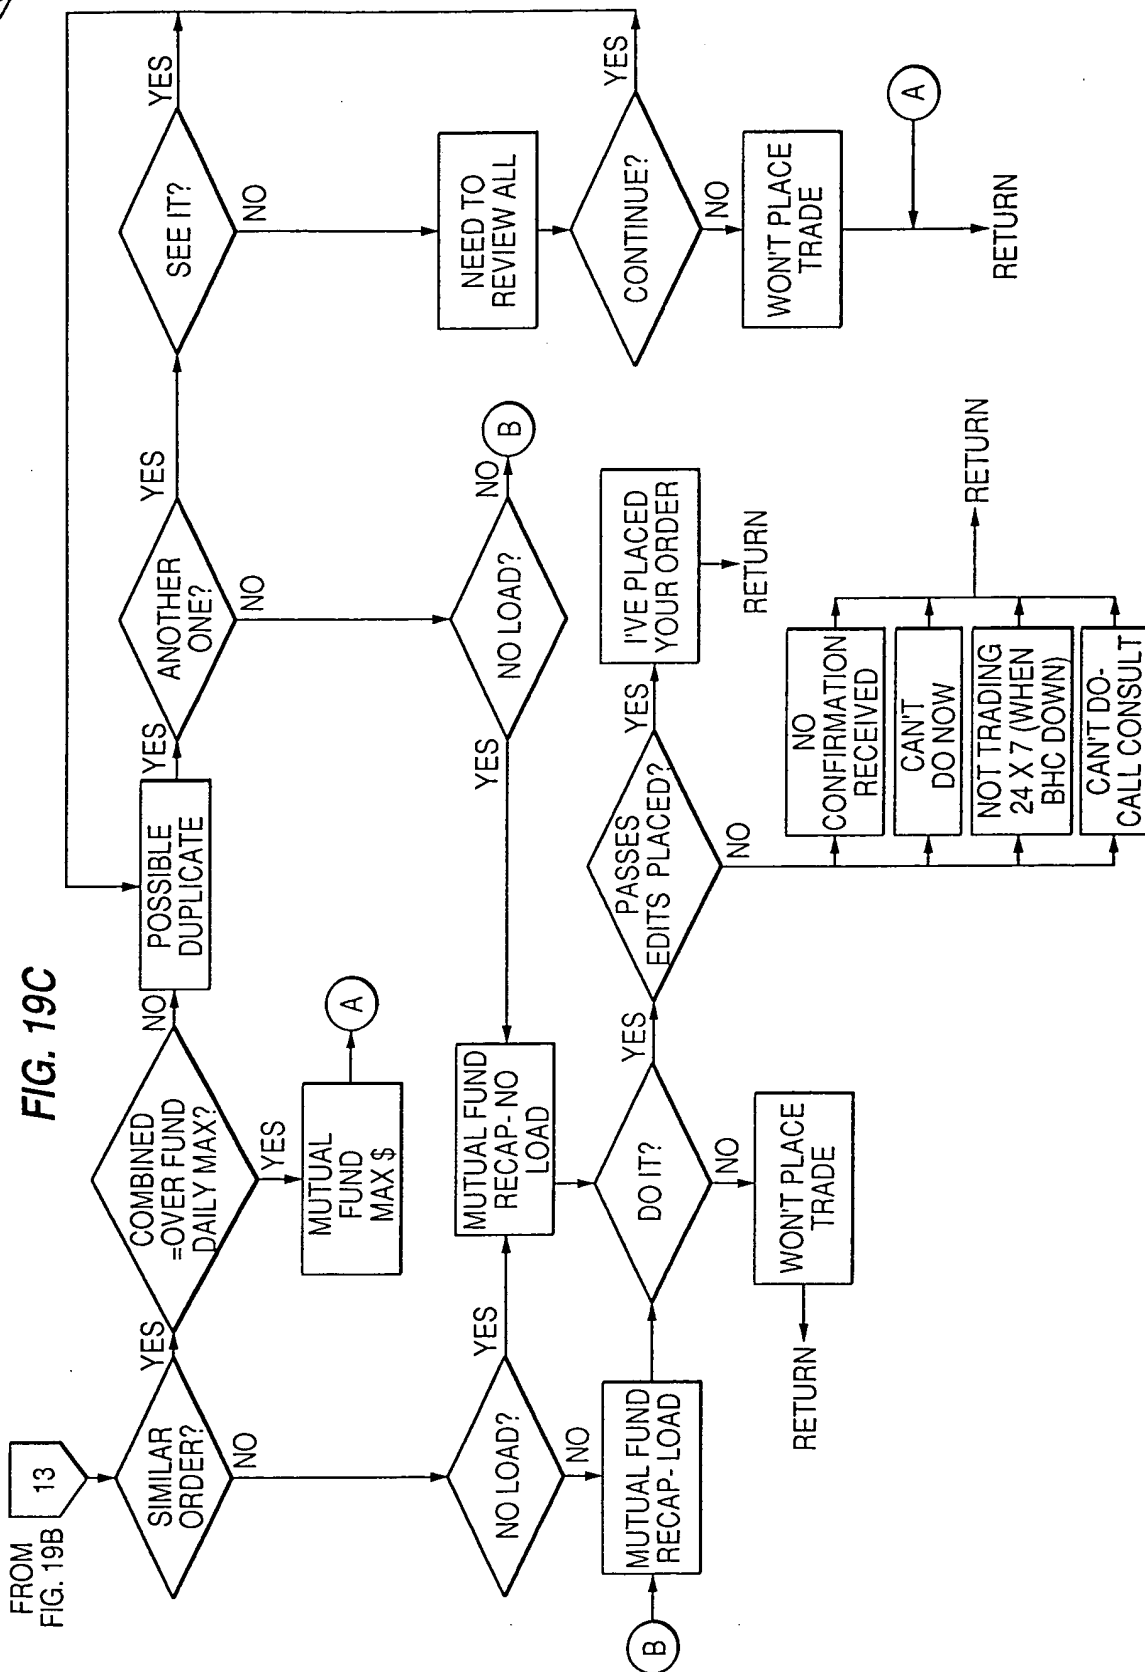 FIG. 19C
FROM
FIG. 19B
13
SIMILAR
ORDER?
YES
NO
COMBINED
=OVER FUND
DAILY MAX?
NO
YES
MUTUAL
FUND
MAX $
A
POSSIBLE
DUPLICATE
YES
ANOTHER
ONE?
YES
NO
SEE IT?
YES
NO
NEED TO
REVIEW ALL
CONTINUE?
YES
NO
WON'T PLACE
TRADE
A
RETURN
NO LOAD?
YES
NO
NO LOAD?
NO
B
YES
MUTUAL FUND
RECAP- NO
LOAD
B
MUTUAL FUND
RECAP- LOAD
DO IT?
YES
NO
WON'T PLACE
TRADE
RETURN
PASSES
EDITS PLACED?
YES
NO
I'VE PLACED
YOUR ORDER
RETURN
NO
CONFIRMATION
RECEIVED
CAN'T
DO NOW
NOT TRADING
24 X 7 (WHEN
BHC DOWN)
CAN'T DO-
CALL CONSULT
RETURN